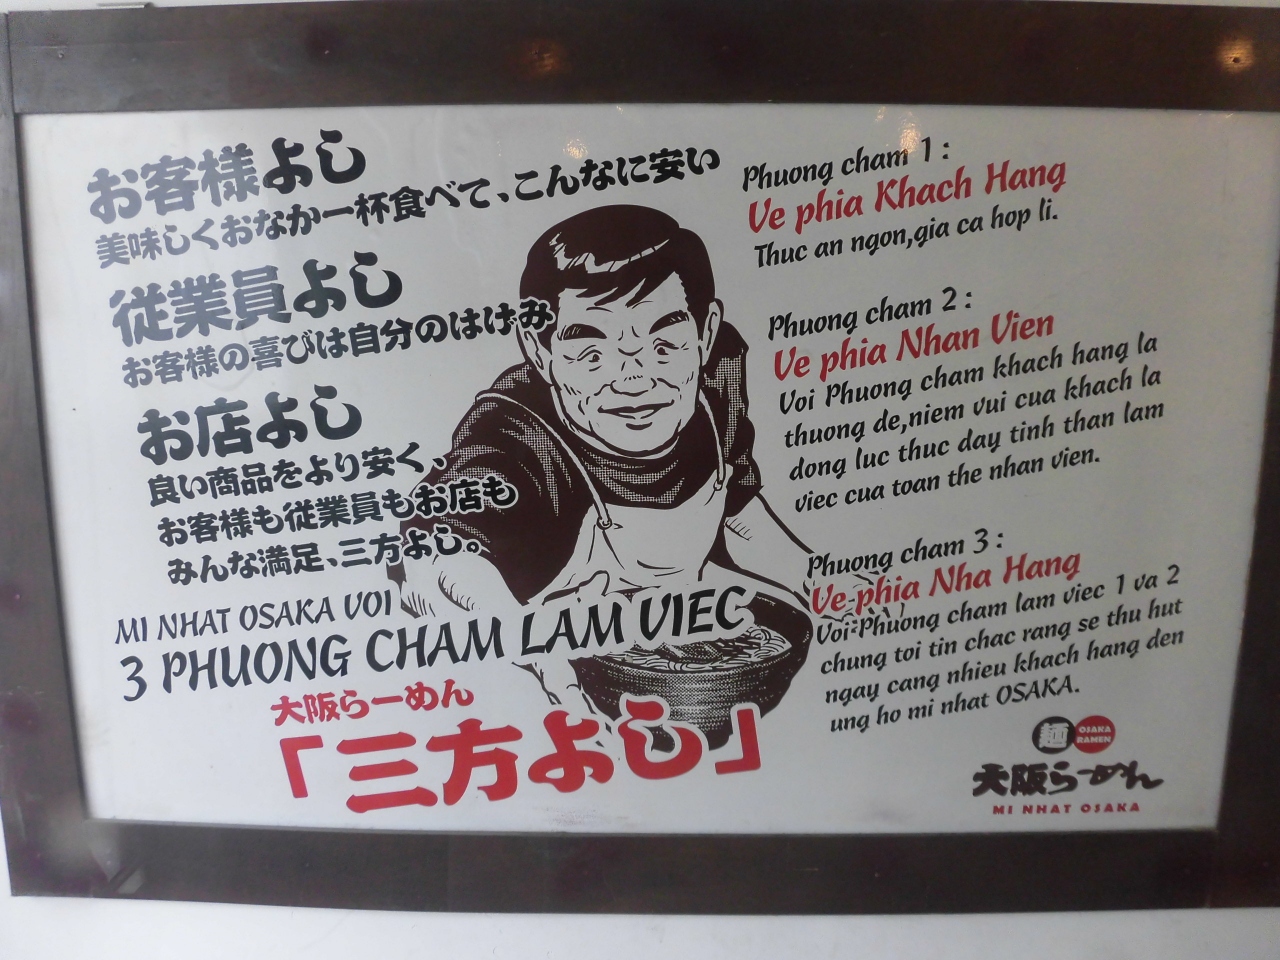 お客様よし
美味しくおなか一杯食べて、こんなに安い
従業員よし
お客様の喜びは自分のはげみ
お店よし
良い商品をより安く、
お客様も従業員もお店も
みんな満足、三方よし。
MI NHAT OSAKA VOI
3 PHUONG CHAM LAM VIEC
大阪らーめん
「三方よし」
Phuong cham 1 :
Ve phia Khach Hang
Thuc an ngon,gia ca hop li.
Phuong cham 2 :
Ve phia Nhan Vien
Voi Phuong cham khach hang la
thuong de,niem vui cua khach la
dong luc thuc day tinh than lam
viec cua toan the nhan vien.
Phuong cham 3 :
Ve phia Nha Hang
Voi Phuong cham lam viec 1 va 2
chung toi tin chac rang se thu hut
ngay cang nhieu khach hang den
ung ho mi nhat OSAKA.
麺 OSAKA
RAMEN
大阪らーめん
MI NHAT OSAKA